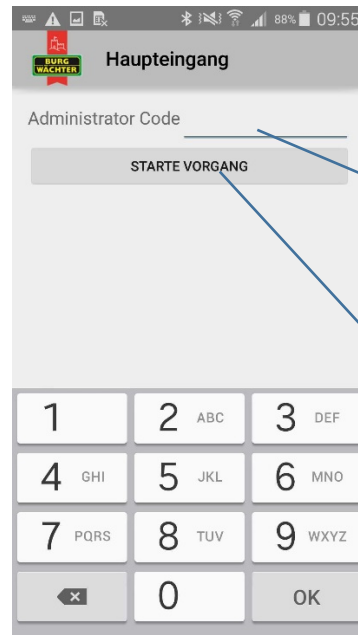 88% 09:55
BURG
WÄCHTER
Haupteingang
Administrator Code
STARTE VORGANG
1
2 ABC
3 DEF
4 GHI
5 JKL
6 MNO
7 PQRS
8 TUV
9 WXYZ
0
OK